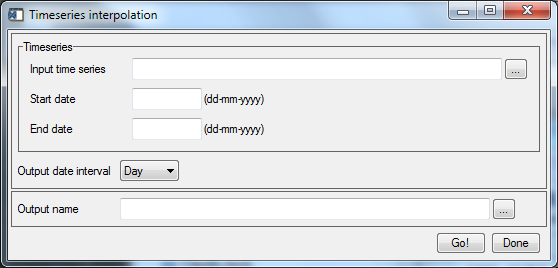 Timeseries interpolation
Timeseries
Input time series ...
Start date (dd-mm-yyyy)
End date (dd-mm-yyyy)
Output date interval Day
Output name ...
Go! Done